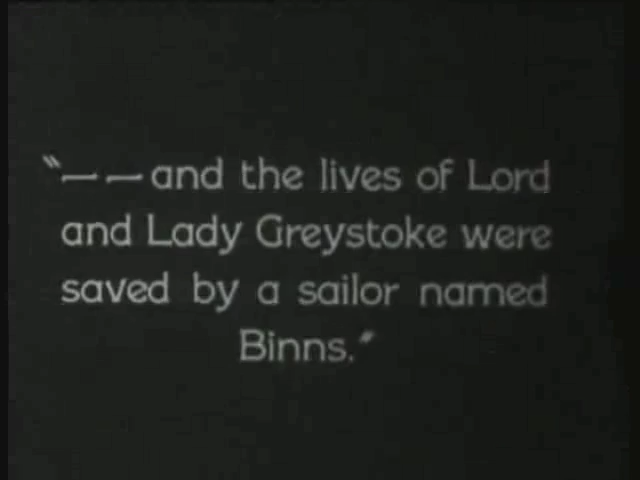 "— — and the lives of Lord
and Lady Greystoke were
saved by a sailor named
Binns."